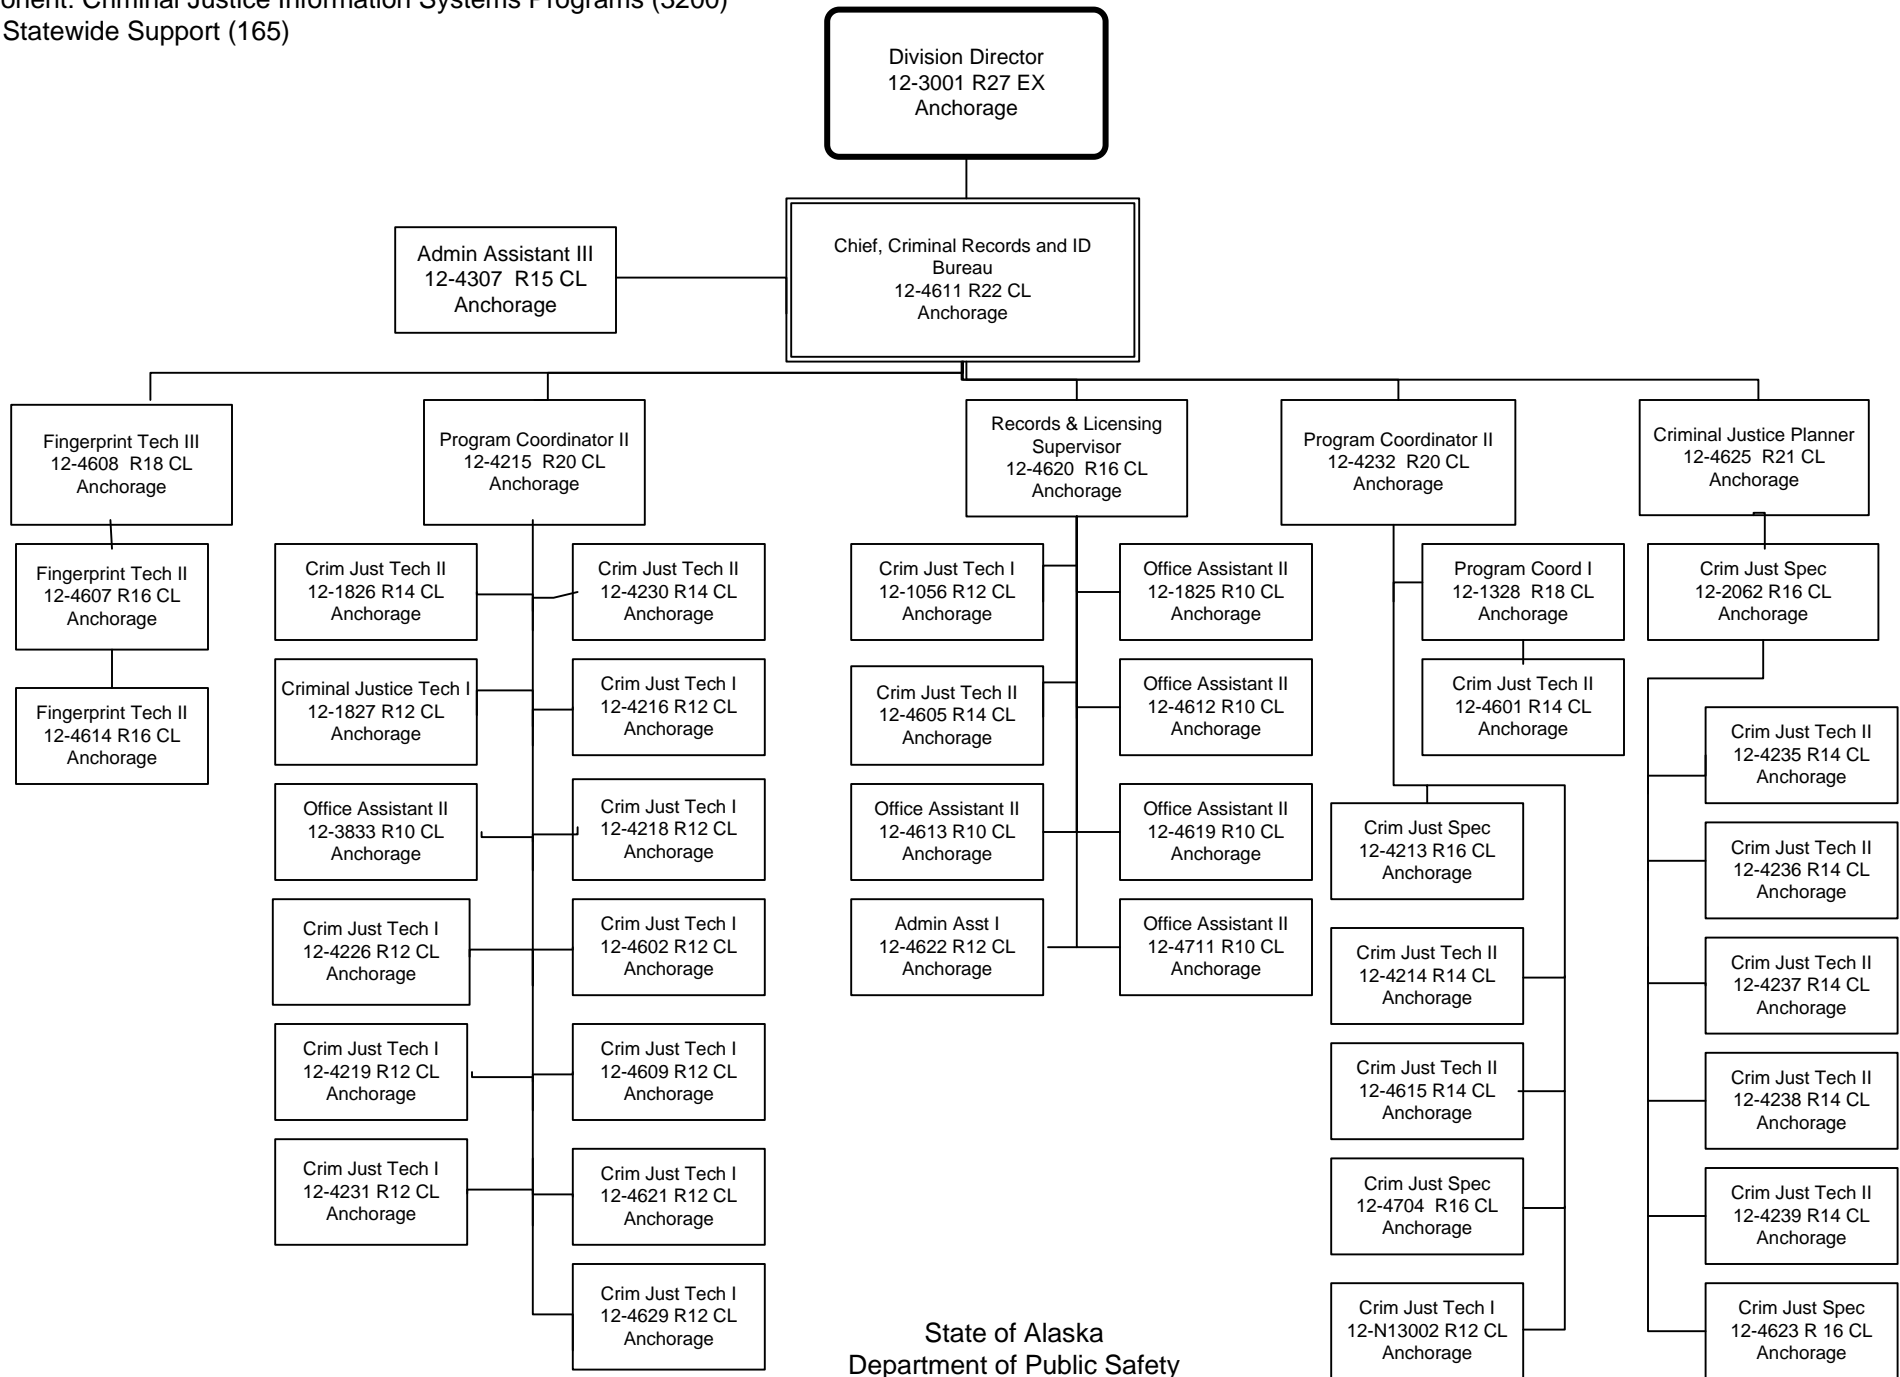 onent: Criminal Justice Information Systems Programs (3200)
Statewide Support (165)
Division Director
12-3001 R27 EX
Anchorage
Admin Assistant III
12-4307 R15 CL
Anchorage
Chief, Criminal Records and ID
Bureau
12-4611 R22 CL
Anchorage
Fingerprint Tech III
12-4608 R18 CL
Anchorage
Fingerprint Tech II
12-4607 R16 CL
Anchorage
Fingerprint Tech II
12-4614 R16 CL
Anchorage
Program Coordinator II
12-4215 R20 CL
Anchorage
Crim Just Tech II
12-1826 R14 CL
Anchorage
Crim Just Tech II
12-4230 R14 CL
Anchorage
Criminal Justice Tech I
12-1827 R12 CL
Anchorage
Crim Just Tech I
12-4216 R12 CL
Anchorage
Office Assistant II
12-3833 R10 CL
Anchorage
Crim Just Tech I
12-4218 R12 CL
Anchorage
Crim Just Tech I
12-4226 R12 CL
Anchorage
Crim Just Tech I
12-4602 R12 CL
Anchorage
Crim Just Tech I
12-4219 R12 CL
Anchorage
Crim Just Tech I
12-4609 R12 CL
Anchorage
Crim Just Tech I
12-4231 R12 CL
Anchorage
Crim Just Tech I
12-4621 R12 CL
Anchorage
Crim Just Tech I
12-4629 R12 CL
Anchorage
Records & Licensing
Supervisor
12-4620 R16 CL
Anchorage
Crim Just Tech I
12-1056 R12 CL
Anchorage
Office Assistant II
12-1825 R10 CL
Anchorage
Crim Just Tech II
12-4605 R14 CL
Anchorage
Office Assistant II
12-4612 R10 CL
Anchorage
Office Assistant II
12-4613 R10 CL
Anchorage
Office Assistant II
12-4619 R10 CL
Anchorage
Admin Asst I
12-4622 R12 CL
Anchorage
Office Assistant II
12-4711 R10 CL
Anchorage
Program Coordinator II
12-4232 R20 CL
Anchorage
Program Coord I
12-1328 R18 CL
Anchorage
Crim Just Tech II
12-4601 R14 CL
Anchorage
Crim Just Spec
12-4213 R16 CL
Anchorage
Crim Just Tech II
12-4214 R14 CL
Anchorage
Crim Just Tech II
12-4615 R14 CL
Anchorage
Crim Just Spec
12-4704 R16 CL
Anchorage
Crim Just Tech I
12-N13002 R12 CL
Anchorage
Criminal Justice Planner
12-4625 R21 CL
Anchorage
Crim Just Spec
12-2062 R16 CL
Anchorage
Crim Just Tech II
12-4235 R14 CL
Anchorage
Crim Just Tech II
12-4236 R14 CL
Anchorage
Crim Just Tech II
12-4237 R14 CL
Anchorage
Crim Just Tech II
12-4238 R14 CL
Anchorage
Crim Just Tech II
12-4239 R14 CL
Anchorage
Crim Just Spec
12-4623 R 16 CL
Anchorage
State of Alaska
Department of Public Safety